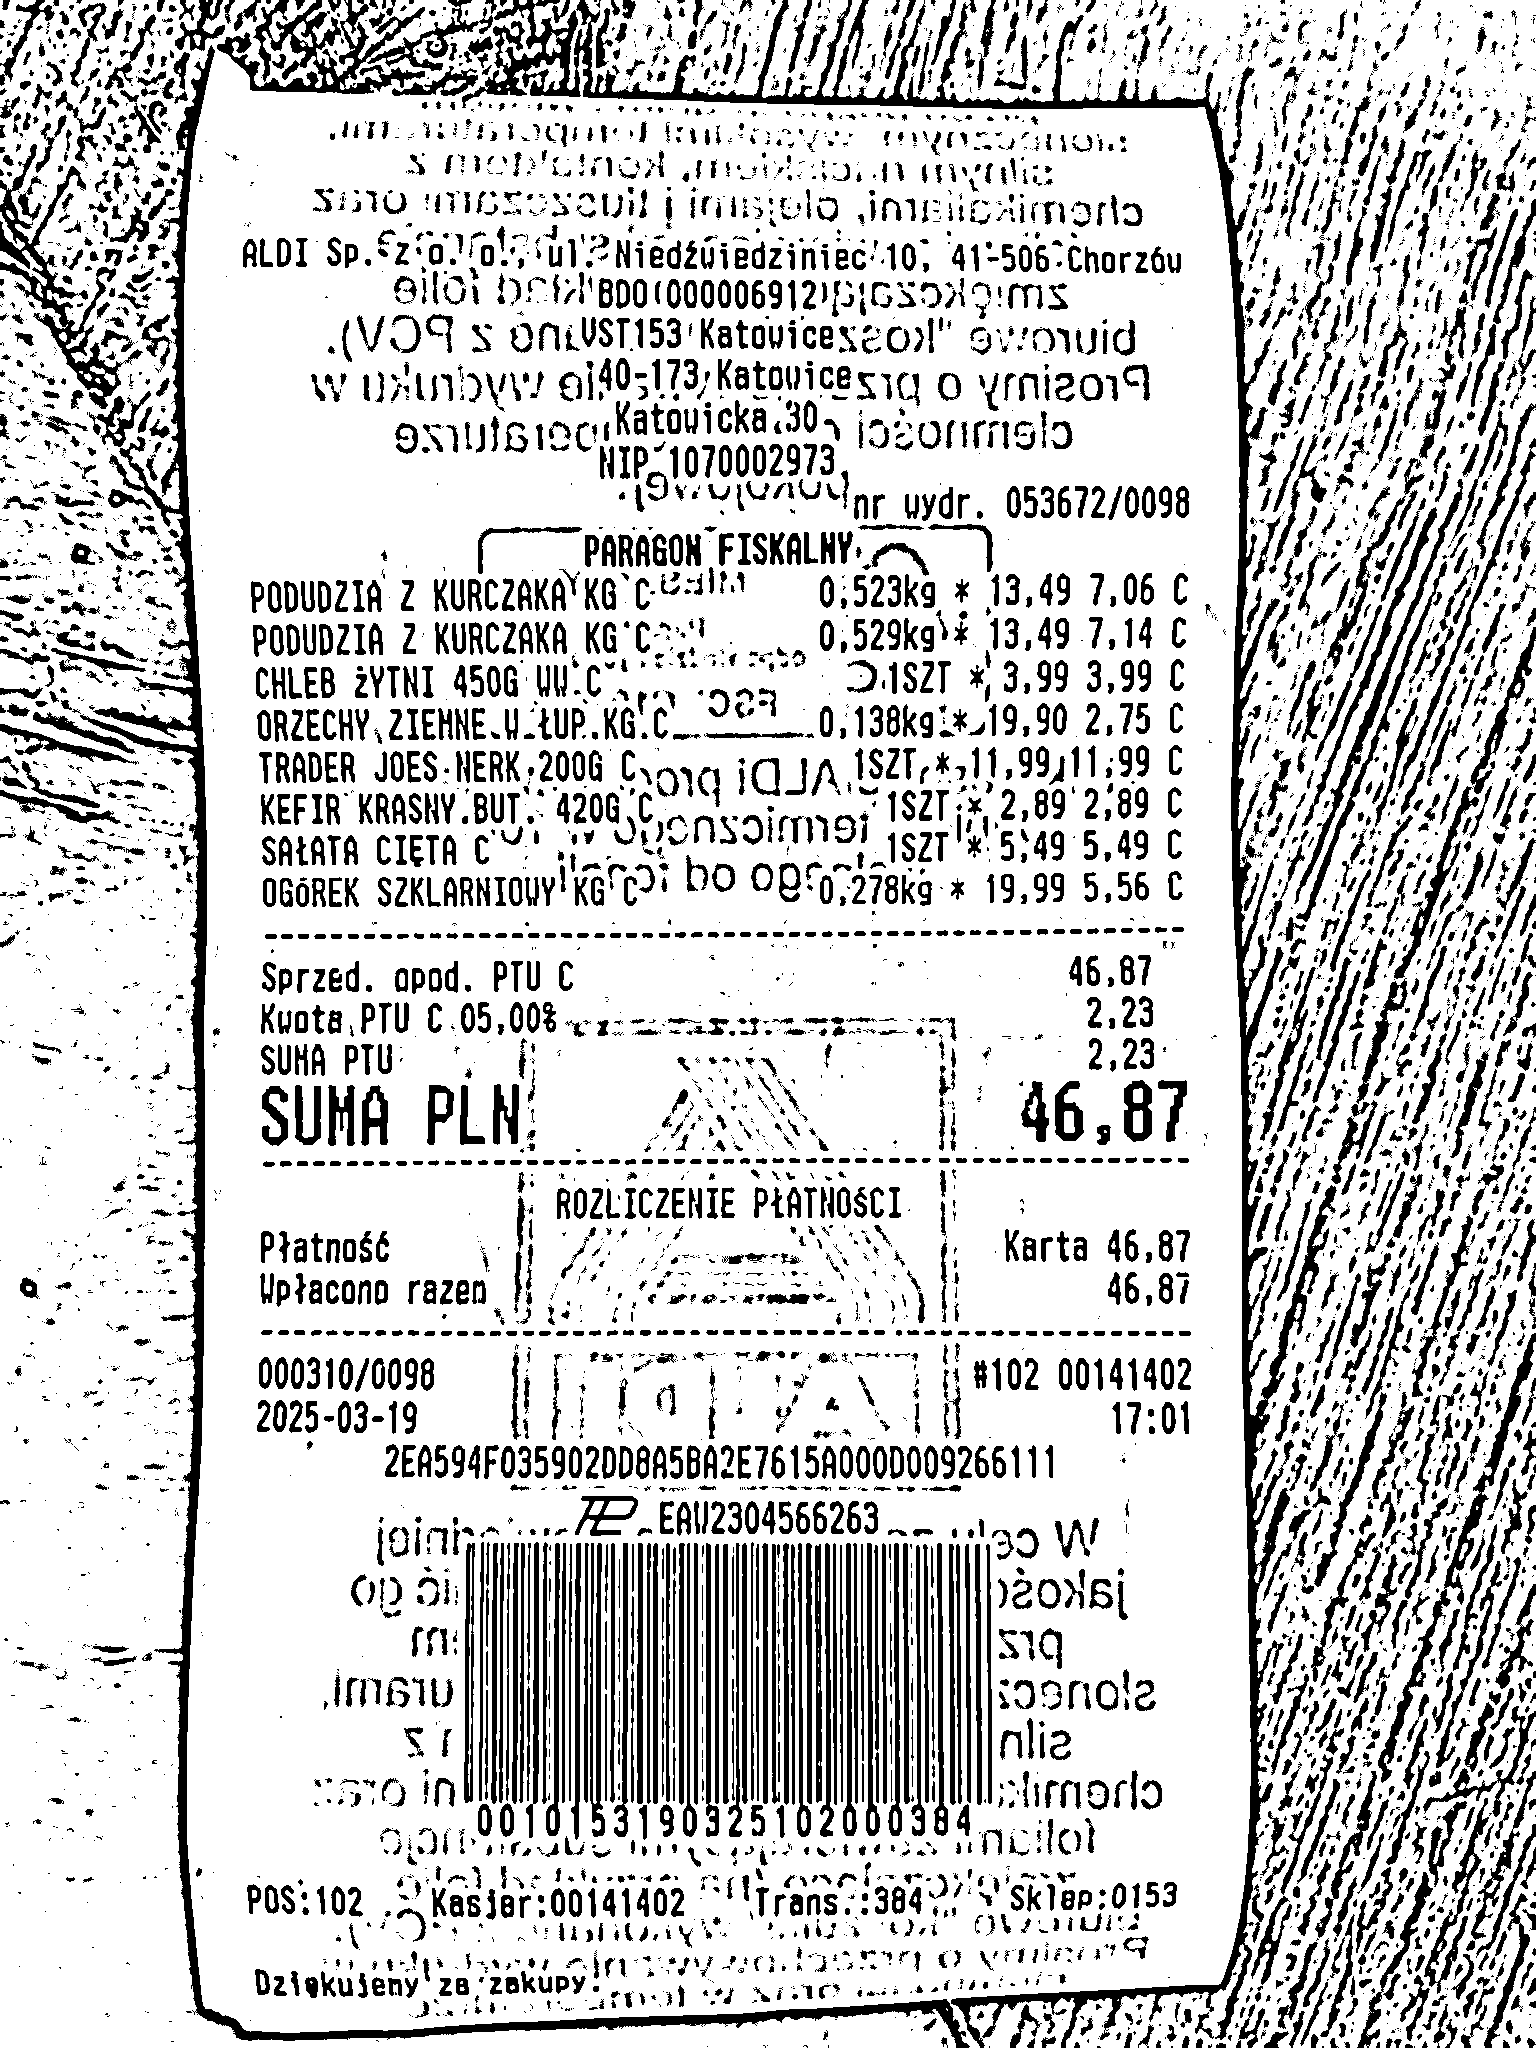 ALDI Sp. z o. o., ul. Niedźwiedziniec 10, 41-506 Chorzów
BDO 000006912
VST153 Katowice
40-173 Katowice
Katowicka 30
NIP 1070002973
nr wydr. 053672/0098
PARAGON FISKALNY
PODUDZIA Z KURCZAKA KG C 0,523kg * 13,49 7,06 C
PODUDZIA Z KURCZAKA KG C 0,529kg * 13,49 7,14 C
CHLEB ŻYTNI 450G WW C 1SZT * 3,99 3,99 C
ORZECHY ZIEMNE W ŁUP KG C 0,138kg * 19,90 2,75 C
TRADER JOES NERK 200G C 1SZT * 11,99 11,99 C
KEFIR KRASNY BUT. 420G C 1SZT * 2,89 2,89 C
SAŁATA CIĘTA C 1SZT * 5,49 5,49 C
OGÓREK SZKLARNIOWY KG C 0,278kg * 19,99 5,56 C
Sprzed. opod. PTU C 46,87
Kwota PTU C 05,00% 2,23
SUMA PTU 2,23
SUMA PLN 46,87
ROZLICZENIE PŁATNOŚCI
Płatność Karta 46,87
Wpłacono razem 46,87
000310/0098 #102 00141402
2025-03-19 17:01
2EA594F035902DD8A5BA2E7615A000D009266111
EAW2304566263
001015319032510200​0384
POS:102 Kasjer:00141402 Trans.:384 Sklep:0153
Dziękujemy za zakupy.